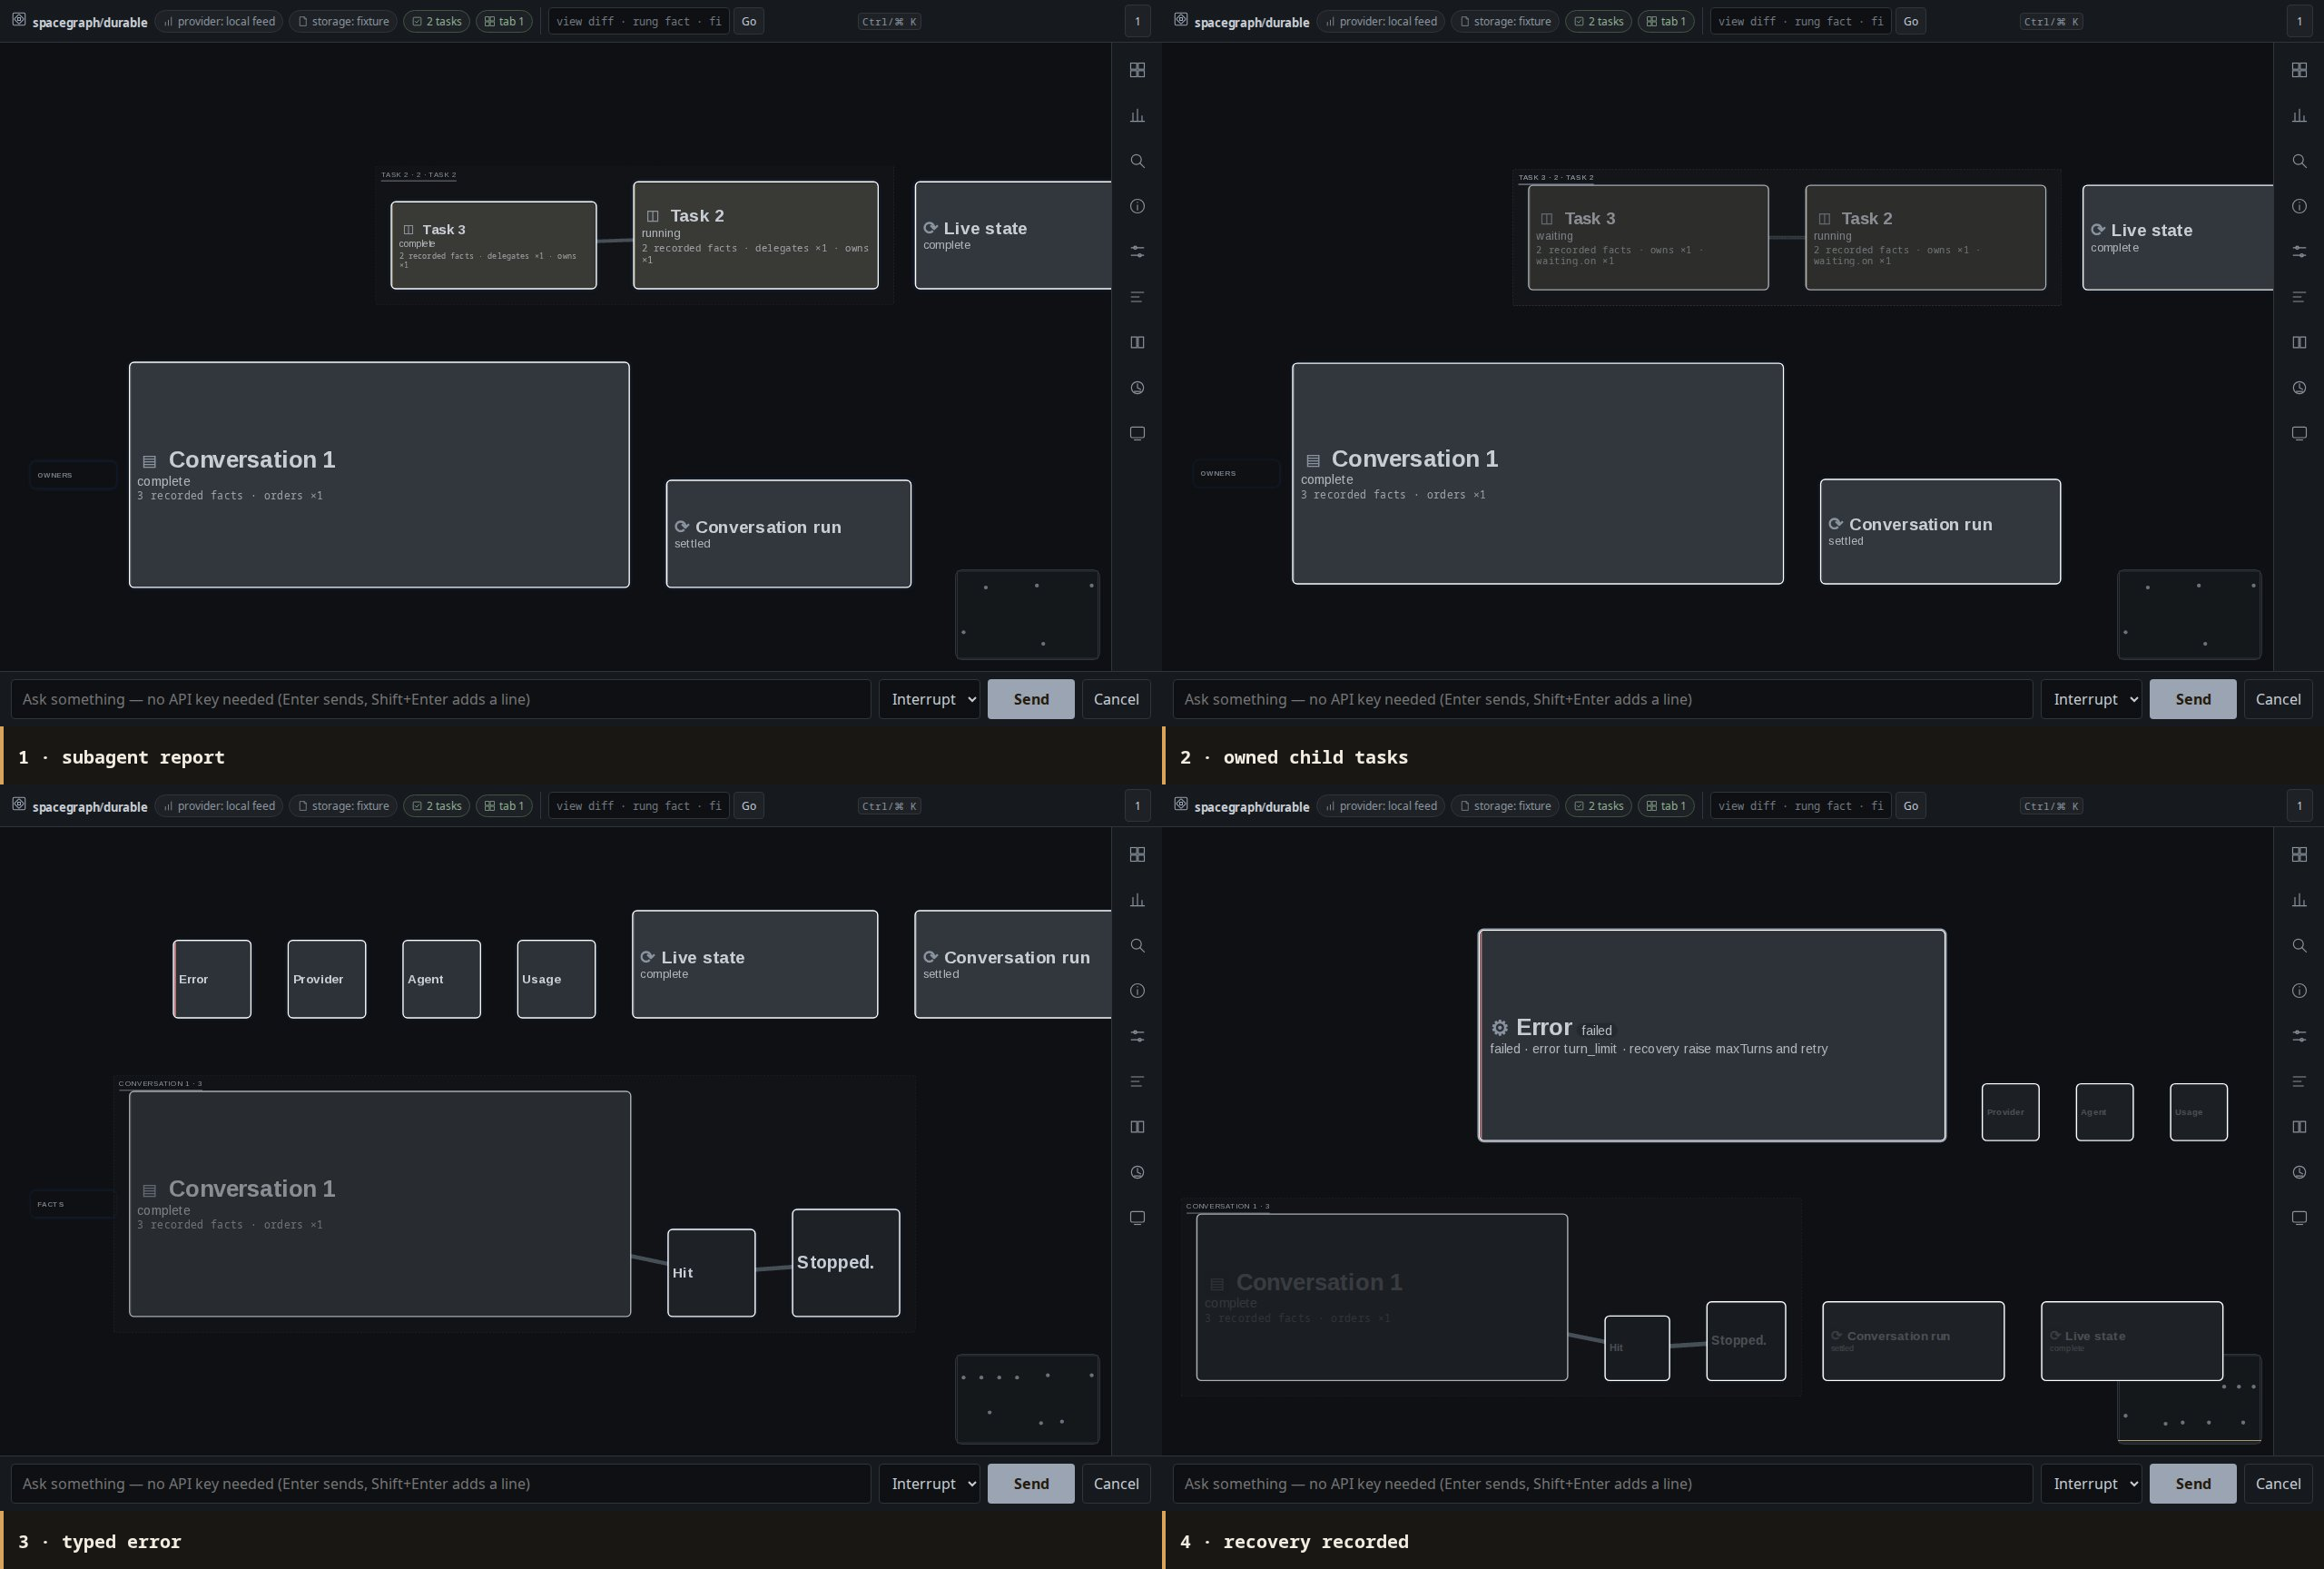 spacegraph/durable provider: local feed storage: fixture 2 tasks tab 1 view diff · rung fact · fi Go Ctrl/⌘ K 1
TASK 2 · 2 · TASK 2
Task 3
complete
2 recorded facts · delegates ×1 · owns
×1
Task 2
running
2 recorded facts · delegates ×1 · owns
×1
⟳ Live state
complete
OWNERS
Conversation 1
complete
3 recorded facts · orders ×1
⟳ Conversation run
settled
Ask something — no API key needed (Enter sends, Shift+Enter adds a line) Interrupt Send Cancel
1 · subagent report
spacegraph/durable provider: local feed storage: fixture 2 tasks tab 1 view diff · rung fact · fi Go Ctrl/⌘ K 1
TASK 3 · 2 · TASK 2
Task 3
waiting
2 recorded facts · owns ×1 ·
waiting.on ×1
Task 2
running
2 recorded facts · owns ×1 ·
waiting.on ×1
⟳ Live state
complete
OWNERS
Conversation 1
complete
3 recorded facts · orders ×1
⟳ Conversation run
settled
Ask something — no API key needed (Enter sends, Shift+Enter adds a line) Interrupt Send Cancel
2 · owned child tasks
spacegraph/durable provider: local feed storage: fixture 2 tasks tab 1 view diff · rung fact · fi Go Ctrl/⌘ K 1
Error
Provider
Agent
Usage
⟳ Live state
complete
⟳ Conversation run
settled
CONVERSATION 1 · 3
FACTS
Conversation 1
complete
3 recorded facts · orders ×1
Hit
Stopped.
Ask something — no API key needed (Enter sends, Shift+Enter adds a line) Interrupt Send Cancel
3 · typed error
spacegraph/durable provider: local feed storage: fixture 2 tasks tab 1 view diff · rung fact · fi Go Ctrl/⌘ K 1
Error failed
failed · error turn_limit · recovery raise maxTurns and retry
Provider
Agent
Usage
CONVERSATION 1 · 3
Conversation 1
complete
3 recorded facts · orders ×1
Hit
Stopped.
⟳ Conversation run
settled
⟳ Live state
complete
Ask something — no API key needed (Enter sends, Shift+Enter adds a line) Interrupt Send Cancel
4 · recovery recorded